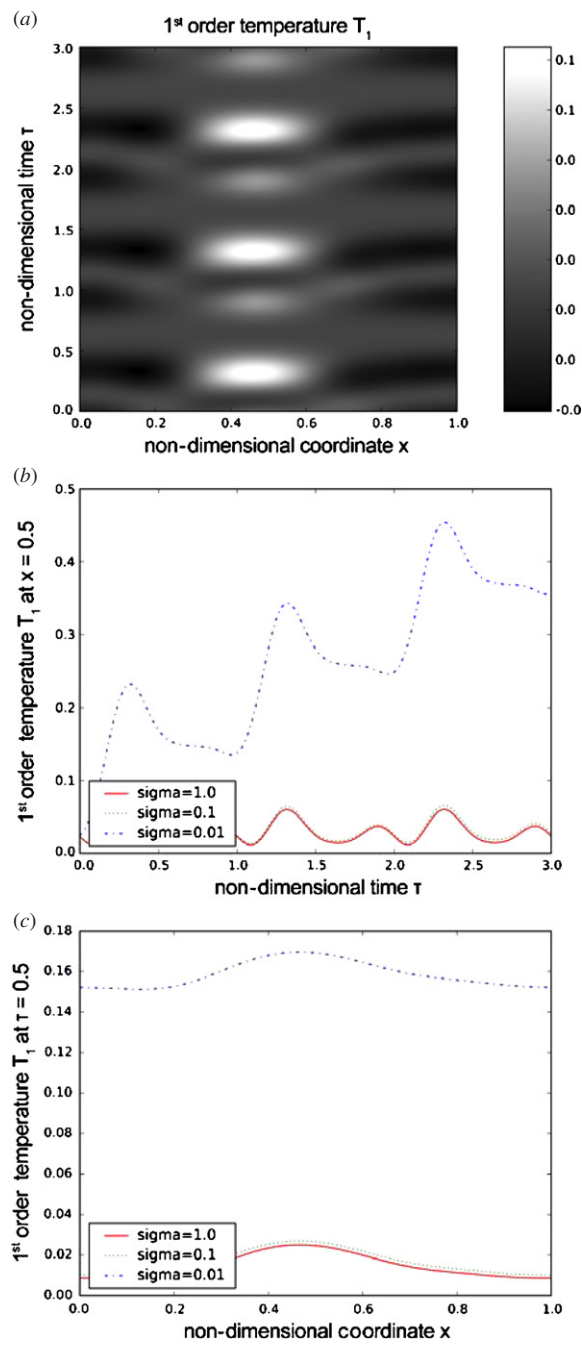 (a)
1st order temperature T1
3.0
2.5
2.0
1.5
1.0
0.5
0.0
non-dimensional time τ
0.0 0.2 0.4 0.6 0.8 1.0
non-dimensional coordinate x
0.1
0.1
0.0
0.0
0.0
0.0
-0.0
(b)
0.5
0.4
0.3
0.2
0.1
0.0
1st order temperature T1 at x = 0.5
sigma=1.0
sigma=0.1
sigma=0.01
0.0 0.5 1.0 1.5 2.0 2.5 3.0
non-dimensional time τ
(c)
0.18
0.16
0.14
0.12
0.10
0.08
0.06
0.04
0.02
0.00
1st order temperature T1 at τ = 0.5
sigma=1.0
sigma=0.1
sigma=0.01
0.0 0.2 0.4 0.6 0.8 1.0
non-dimensional coordinate x